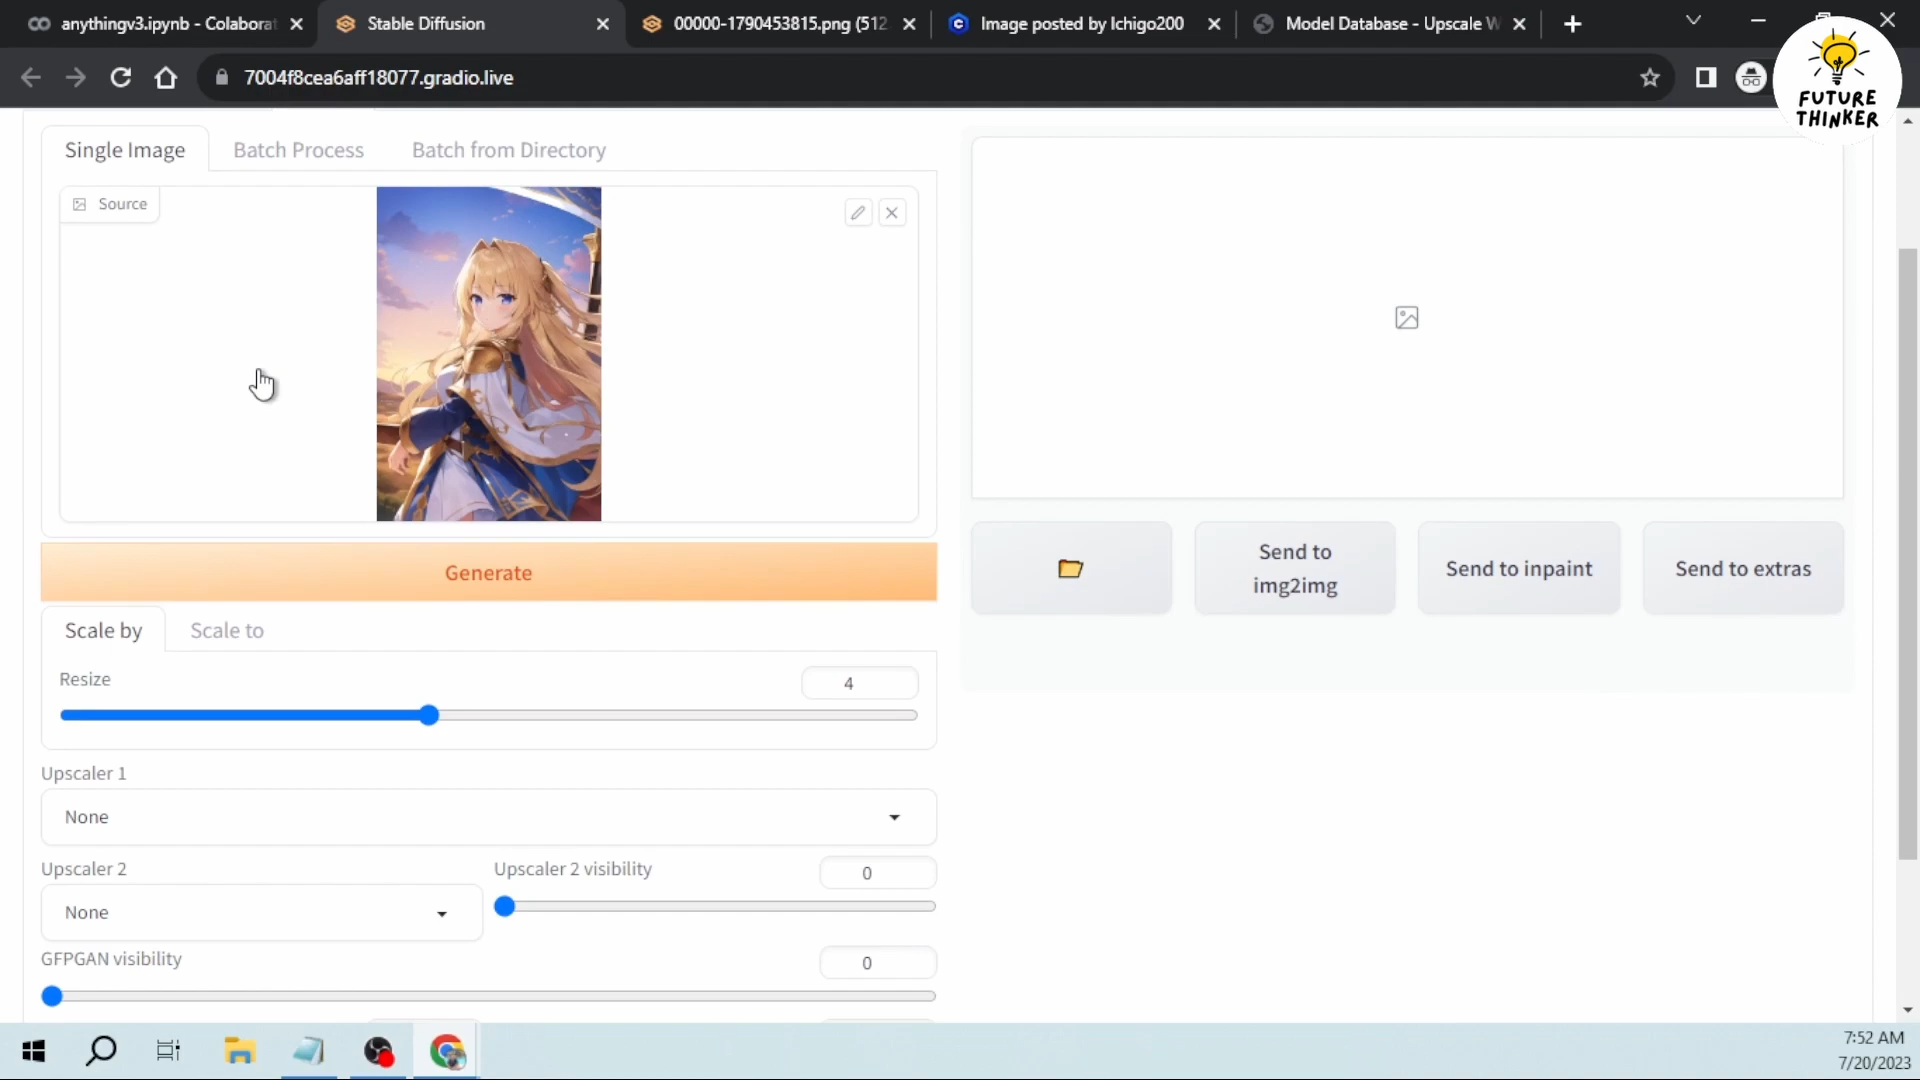 anythingv3.ipynb - Colaborat
Stable Diffusion
00000-1790453815.png (512
Image posted by Ichigo200
Model Database - Upscale W
7004f8cea6aff18077.gradio.live
FUTURE
THINKER
Single Image
Batch Process
Batch from Directory
Source
Generate
Send to
img2img
Send to inpaint
Send to extras
Scale by
Scale to
Resize
4
Upscaler 1
None
Upscaler 2
Upscaler 2 visibility
0
None
GFPGAN visibility
0
7:52 AM
7/20/2023